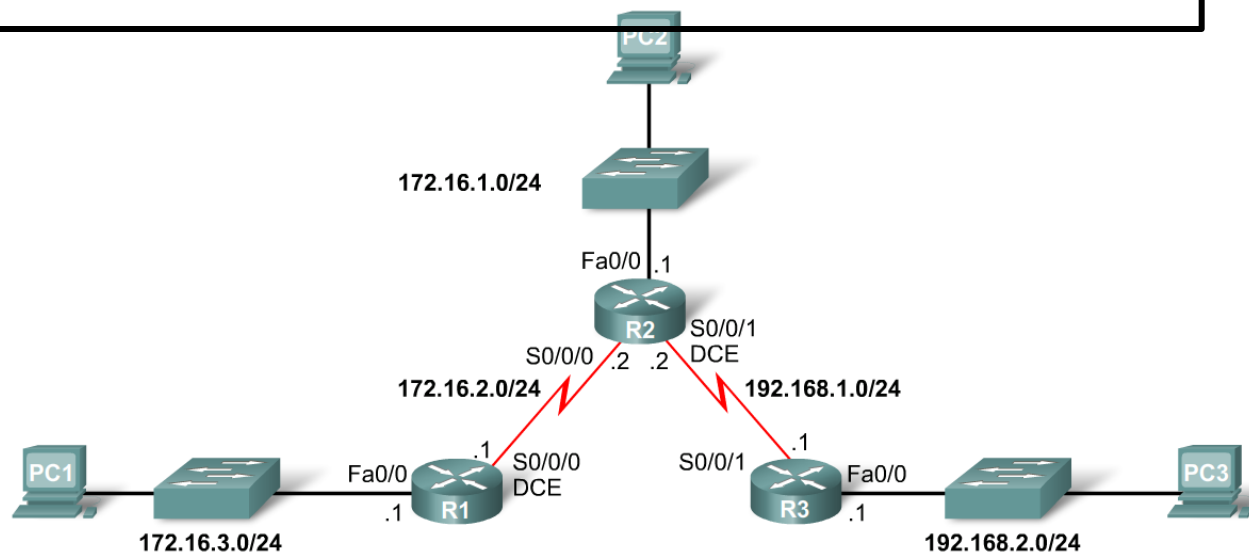 PC2
172.16.1.0/24
Fa0/0 .1
R2
S0/0/1
DCE
S0/0/0
.2 .2
172.16.2.0/24
192.168.1.0/24
PC1
Fa0/0
.1
.1
S0/0/0
DCE
R1
S0/0/1
.1
Fa0/0
.1
R3
PC3
172.16.3.0/24
192.168.2.0/24